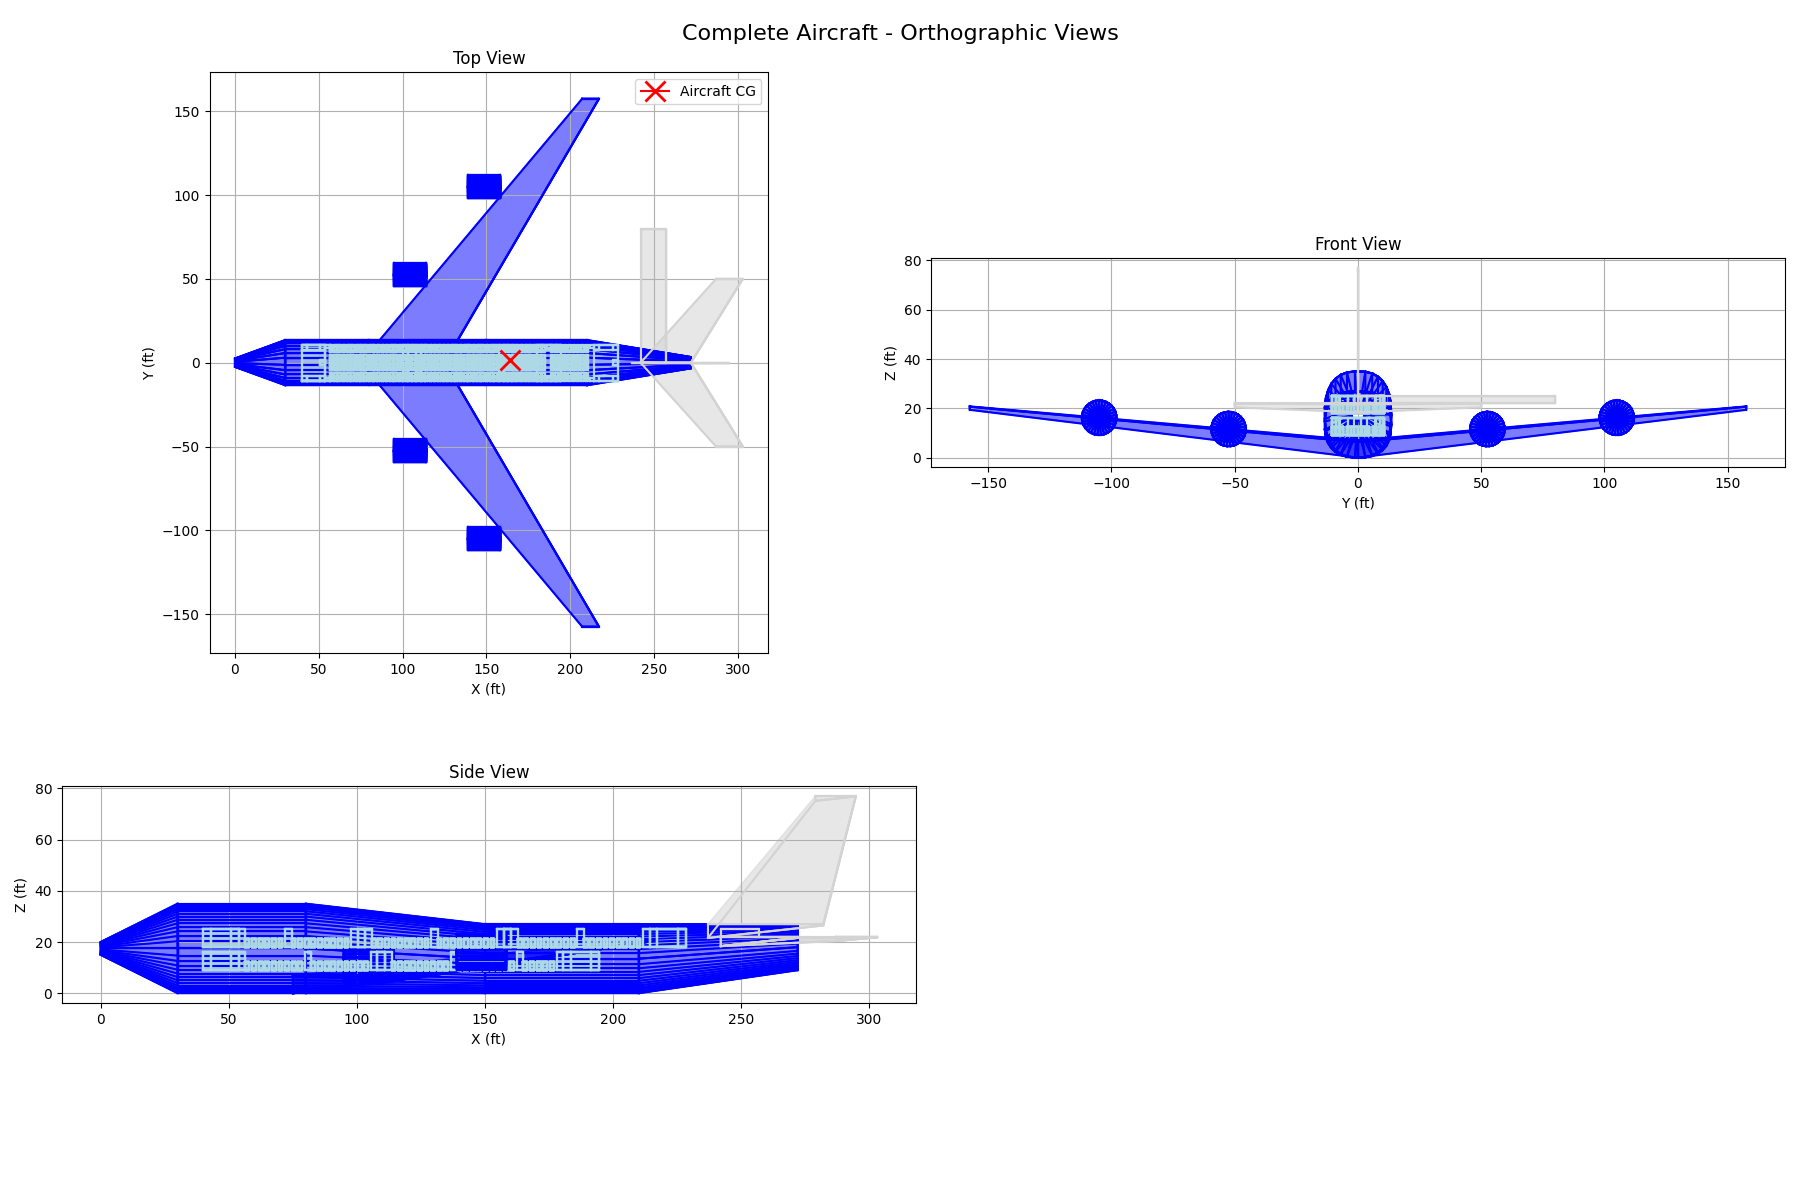 Complete Aircraft - Orthographic Views
Top View
Aircraft CG
150
100
50
0
−50
−100
−150
Y (ft)
0 50 100 150 200 250 300
X (ft)
Front View
80
60
40
20
0
Z (ft)
−150 −100 −50 0 50 100 150
Y (ft)
Side View
80
60
40
20
0
Z (ft)
0 50 100 150 200 250 300
X (ft)